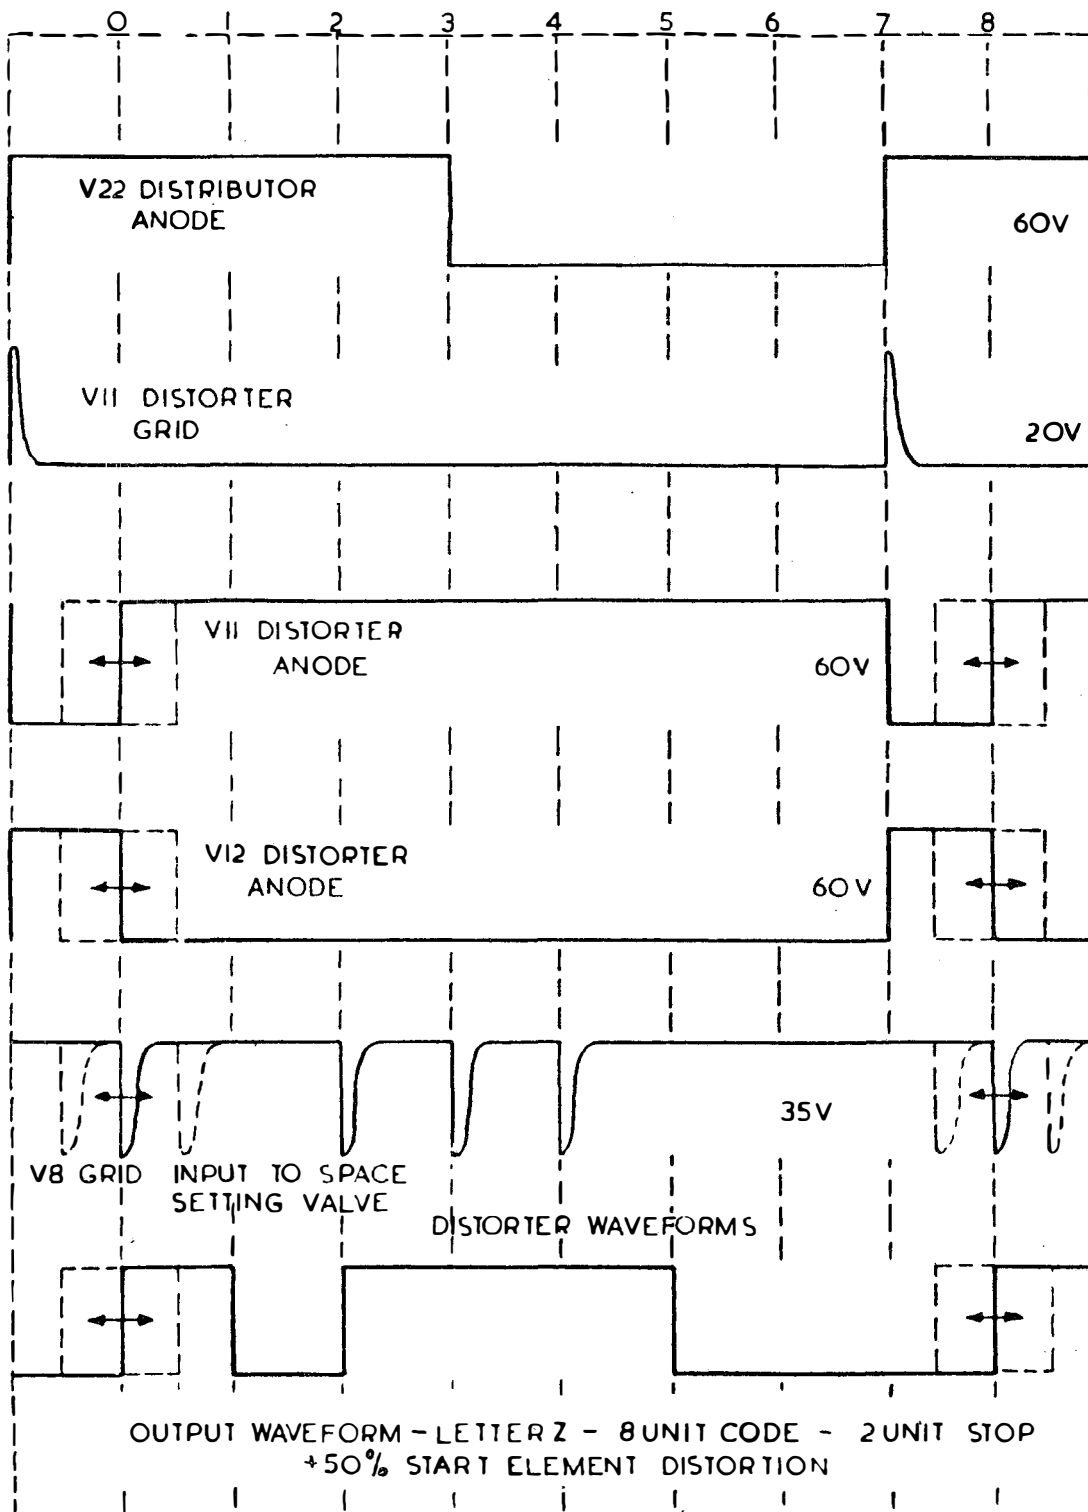 0 1 2 3 4 5 6 7 8
V22 DISTRIBUTOR
ANODE
60V
V11 DISTORTER
GRID
20V
V11 DISTORTER
ANODE
60V
V12 DISTORTER
ANODE
60V
35V
V8 GRID INPUT TO SPACE
SETTING VALVE
DISTORTER WAVEFORMS
OUTPUT WAVEFORM - LETTER Z - 8 UNIT CODE - 2 UNIT STOP
+50% START ELEMENT DISTORTION